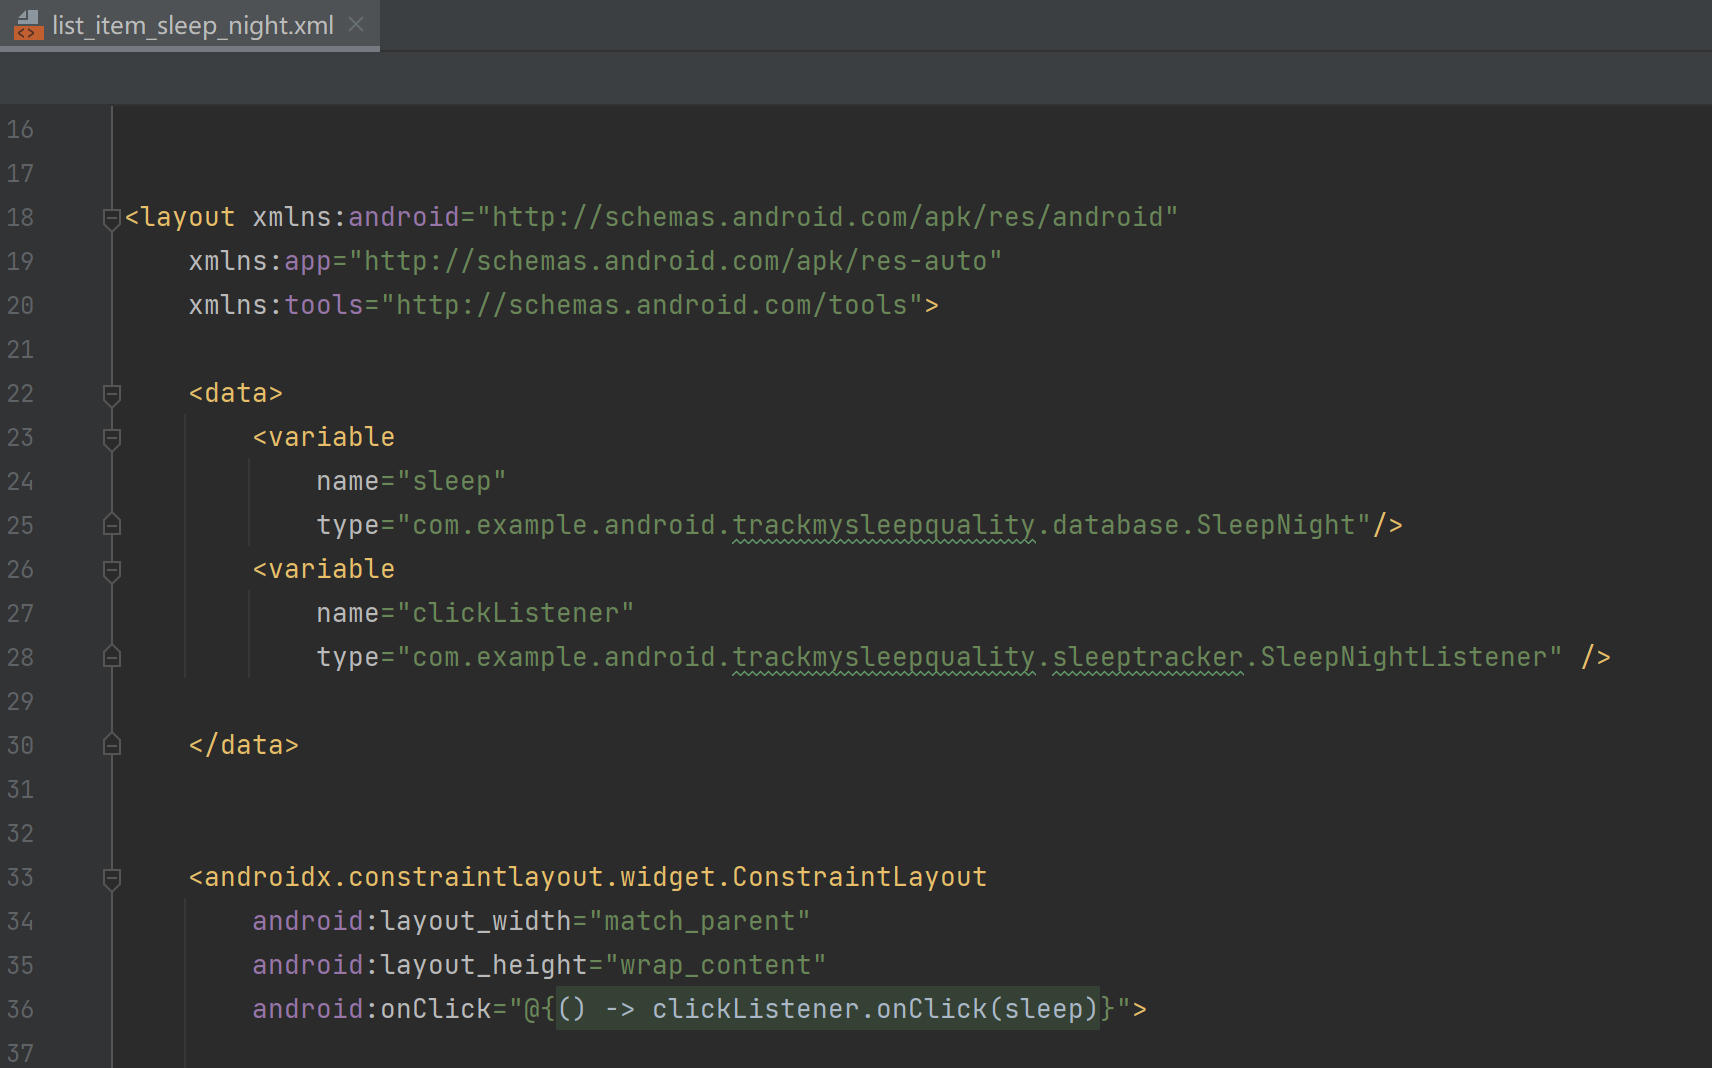 list_item_sleep_night.xml
16
17
18 <layout xmlns:android="http://schemas.android.com/apk/res/android"
19 xmlns:app="http://schemas.android.com/apk/res-auto"
20 xmlns:tools="http://schemas.android.com/tools">
21
22 <data>
23 <variable
24 name="sleep"
25 type="com.example.android.trackmysleepquality.database.SleepNight"/>
26 <variable
27 name="clickListener"
28 type="com.example.android.trackmysleepquality.sleeptracker.SleepNightListener" />
29
30 </data>
31
32
33 <androidx.constraintlayout.widget.ConstraintLayout
34 android:layout_width="match_parent"
35 android:layout_height="wrap_content"
36 android:onClick="@{() -> clickListener.onClick(sleep)}">
37